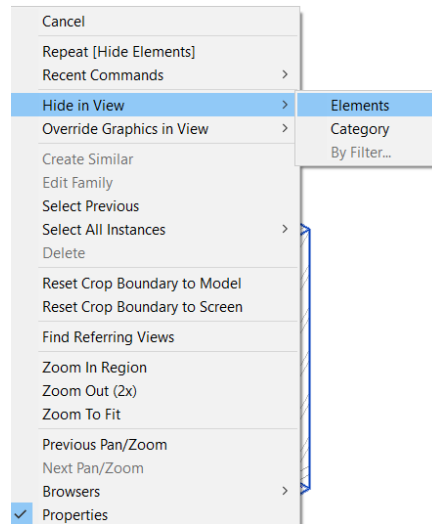 Cancel
Repeat [Hide Elements]
Recent Commands
Hide in View
Elements
Override Graphics in View
Category
By Filter...
Create Similar
Edit Family
Select Previous
Select All Instances
Delete
Reset Crop Boundary to Model
Reset Crop Boundary to Screen
Find Referring Views
Zoom In Region
Zoom Out (2x)
Zoom To Fit
Previous Pan/Zoom
Next Pan/Zoom
Browsers
Properties